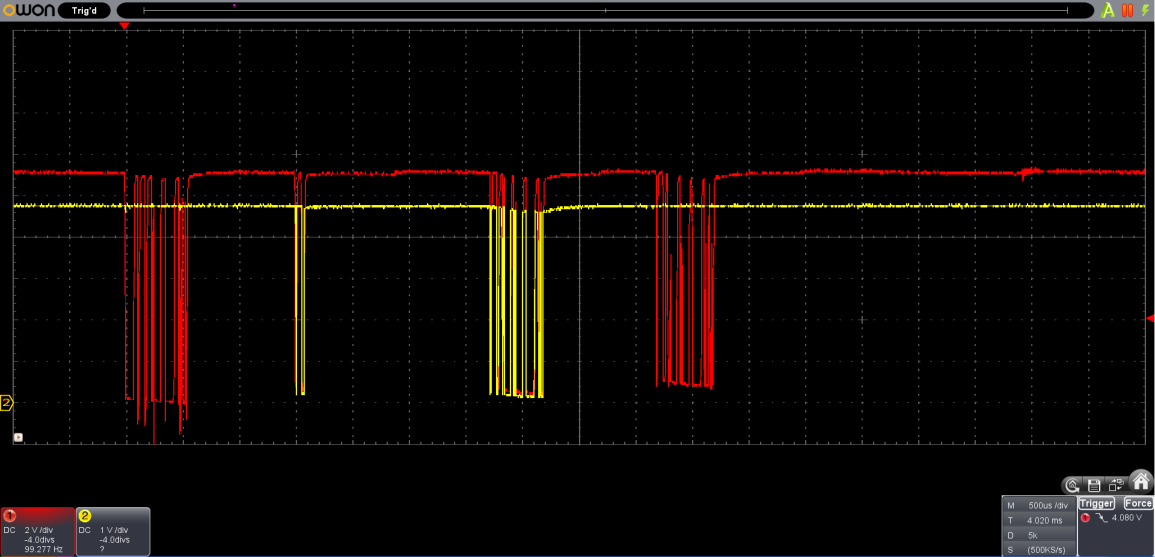 owon Trig'd A
2
1 2
DC 2 V /div DC 1 V /div
-4.0divs -4.0divs
99.277 Hz ?
M 500us /div Trigger Force
T 4.020 ms 1 4.080 V
D 5k
S (500KS/s)